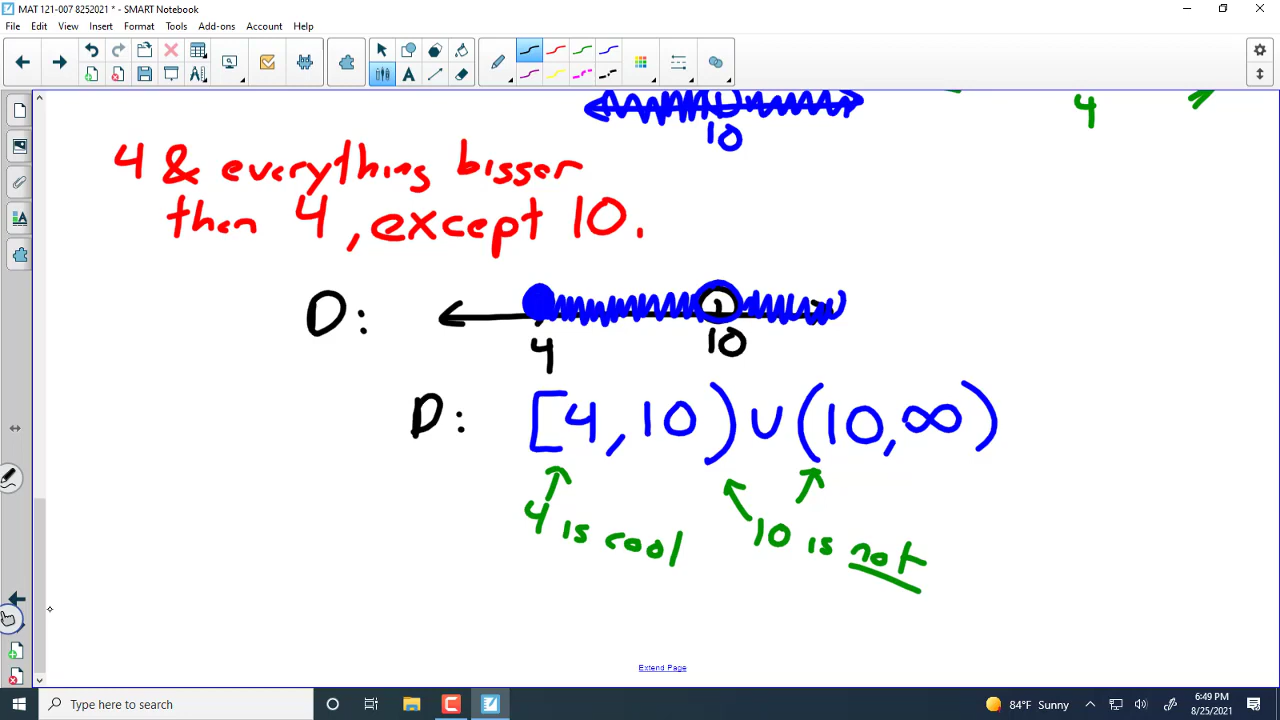 MAT 121-007 8252021 * - SMART Notebook
File Edit View Insert Format Tools Add-ons Account Help
10
4
4 & everything bisser
then 4, except 10.
D:
4 10
D: [4, 10) ∪ (10, ∞)
4 is cool
10 is not
Extend Page
Type here to search
84°F Sunny
6:49 PM
8/25/2021